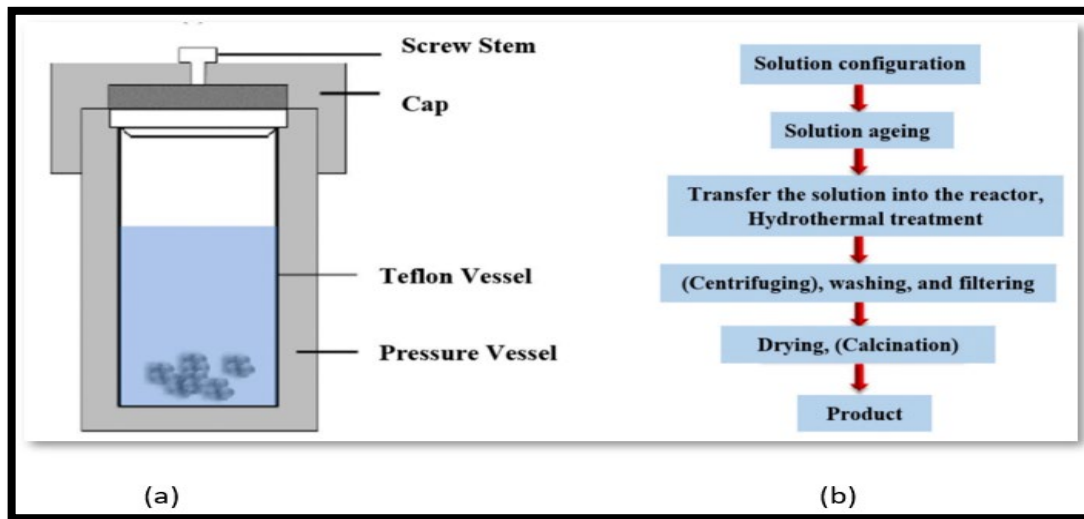 Screw Stem
Cap
Teflon Vessel
Pressure Vessel
(a)
Solution configuration
Solution ageing
Transfer the solution into the reactor,
Hydrothermal treatment
(Centrifuging), washing, and filtering
Drying, (Calcination)
Product
(b)